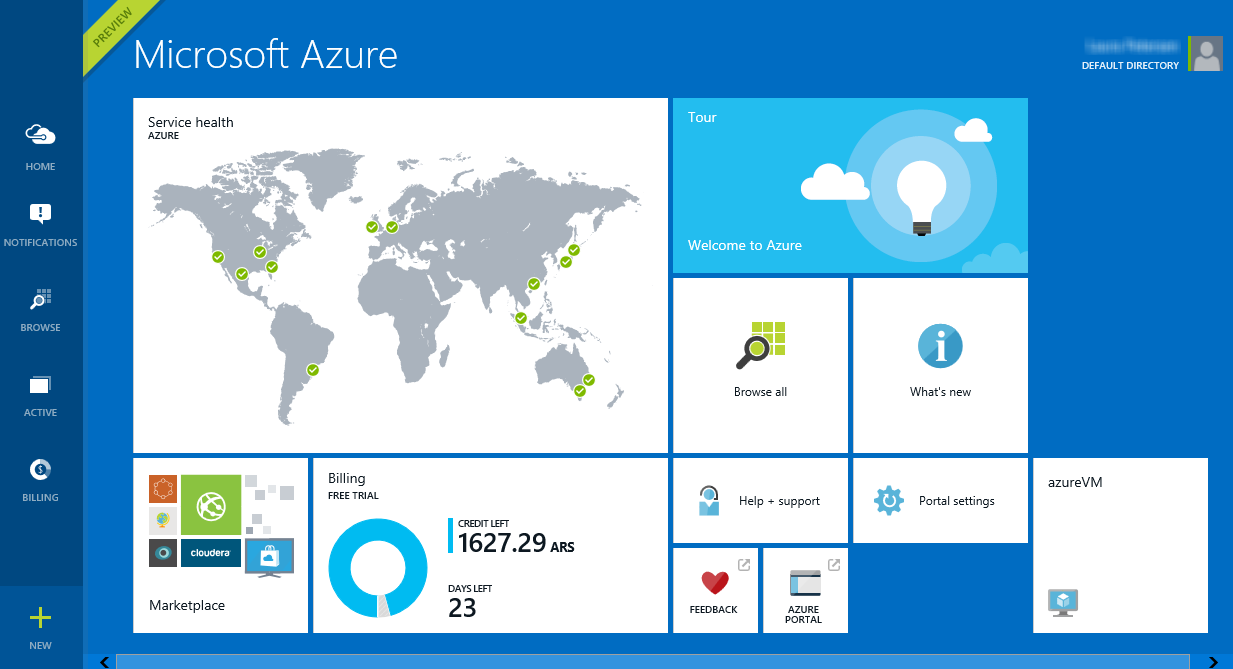 PREVIEW
Microsoft Azure
DEFAULT DIRECTORY
HOME
NOTIFICATIONS
BROWSE
ACTIVE
BILLING
NEW
Service health
AZURE
Tour
Welcome to Azure
Browse all
What's new
cloudera
Marketplace
Billing
FREE TRIAL
CREDIT LEFT
1627.29 ARS
DAYS LEFT
23
Help + support
Portal settings
FEEDBACK
AZURE
PORTAL
azureVM